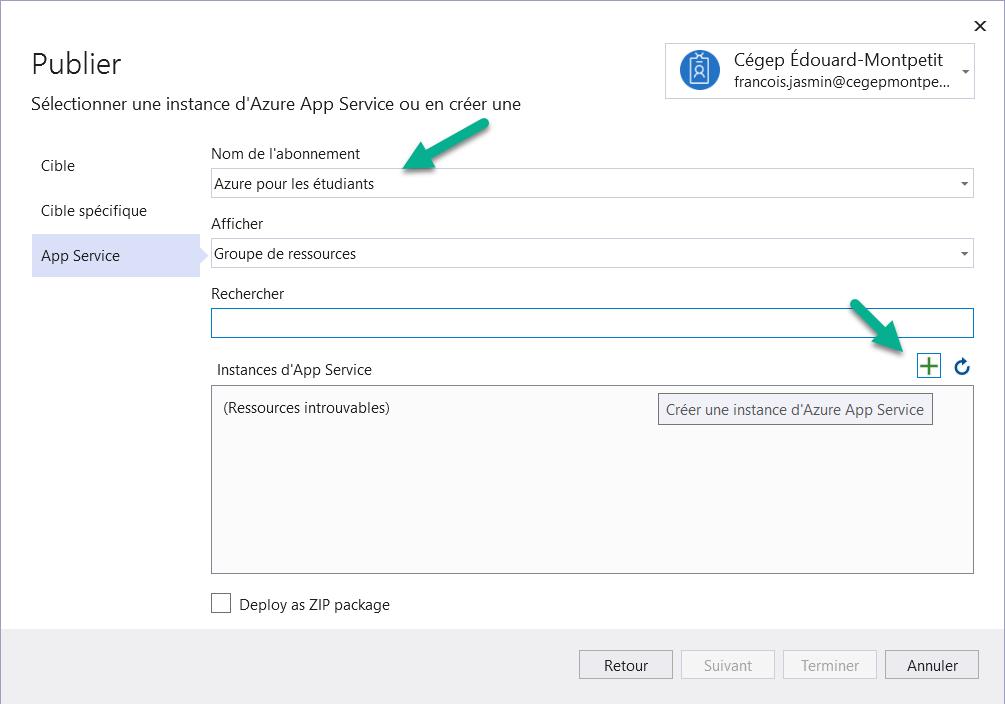 Publier
Cégep Édouard-Montpetit
francois.jasmin@cegepmontpe...
Sélectionner une instance d'Azure App Service ou en créer une
Cible
Cible spécifique
App Service
Nom de l'abonnement
Azure pour les étudiants
Afficher
Groupe de ressources
Rechercher
Instances d'App Service
(Ressources introuvables)
Créer une instance d'Azure App Service
Deploy as ZIP package
Retour
Suivant
Terminer
Annuler